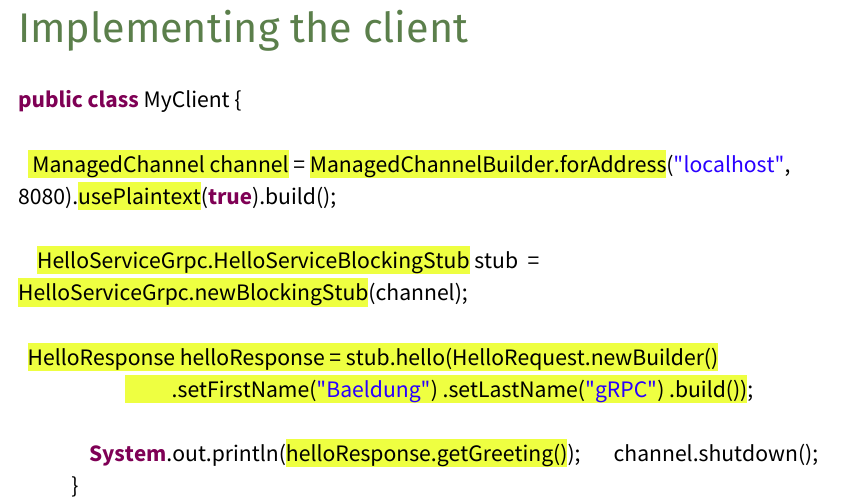 Implementing the client
public class MyClient {
ManagedChannel channel = ManagedChannelBuilder.forAddress("localhost",
8080).usePlaintext(true).build();
HelloServiceGrpc.HelloServiceBlockingStub stub =
HelloServiceGrpc.newBlockingStub(channel);
HelloResponse helloResponse = stub.hello(HelloRequest.newBuilder()
.setFirstName("Baeldung") .setLastName("gRPC") .build());
System.out.println(helloResponse.getGreeting()); channel.shutdown();
}